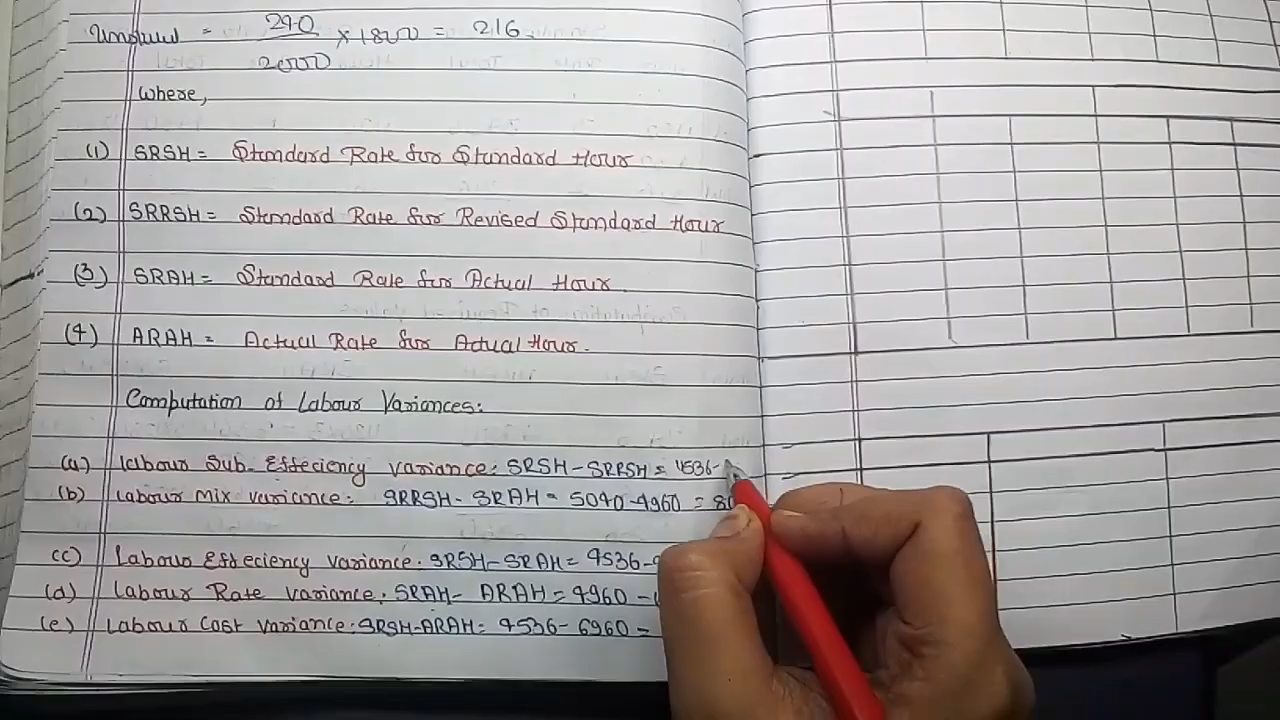 = 240 × 1800 = 216.
2000
Where,
(1) SRSH = Standard Rate for Standard Hour
(2) SRRSH = Standard Rate for Revised Standard Hour
(3) SRAH = Standard Rate for Actual Hour
(4) ARAH = Actual Rate for Actual Hour.
Computation of Labour Variances:
(a) Labour Sub-Effeciency Variance: SRSH - SRRSH = 4536 -
(b) Labour Mix Variance: SRRSH - SRAH = 5040 - 4960 = 80
(c) Labour Effeciency Variance: SRSH - SRAH = 4536 -
(d) Labour Rate Variance: SRAH - ARAH = 4960 -
(e) Labour Cost Variance: SRSH - ARAH = 4536 - 6960 =